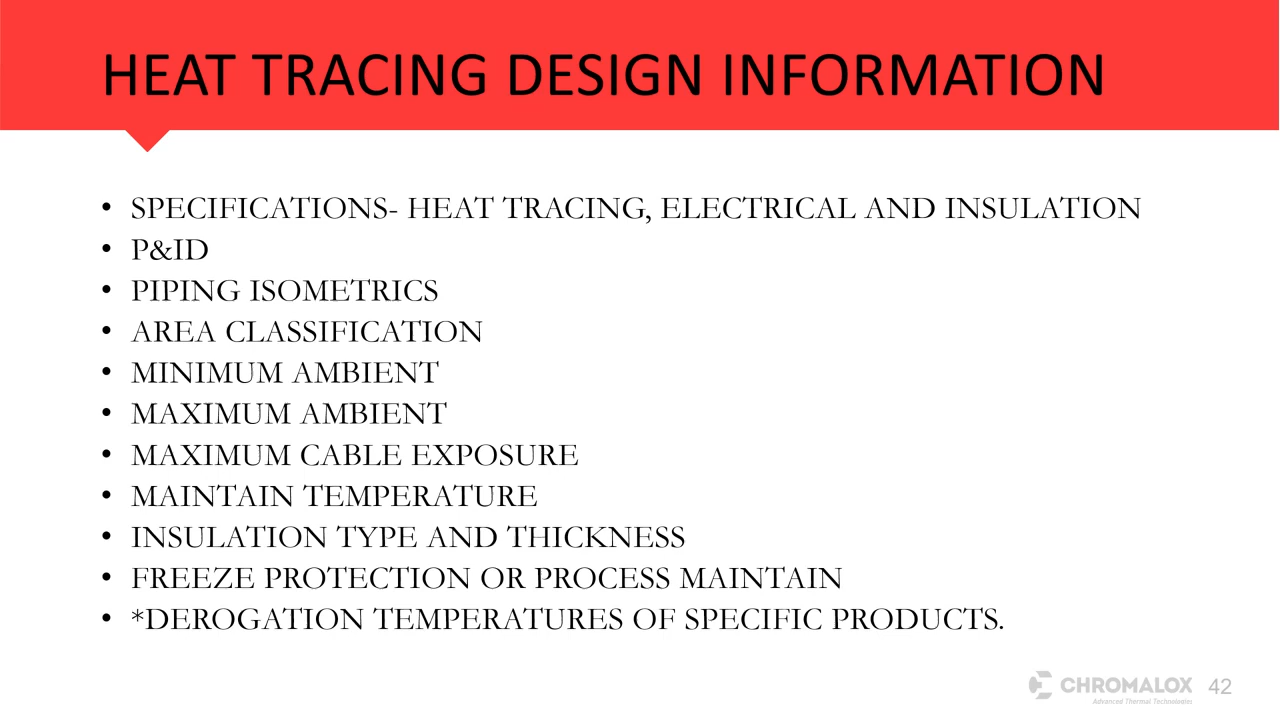 HEAT TRACING DESIGN INFORMATION
• SPECIFICATIONS- HEAT TRACING, ELECTRICAL AND INSULATION
• P&ID
• PIPING ISOMETRICS
• AREA CLASSIFICATION
• MINIMUM AMBIENT
• MAXIMUM AMBIENT
• MAXIMUM CABLE EXPOSURE
• MAINTAIN TEMPERATURE
• INSULATION TYPE AND THICKNESS
• FREEZE PROTECTION OR PROCESS MAINTAIN
• *DEROGATION TEMPERATURES OF SPECIFIC PRODUCTS.
CHROMALOX 42
Advanced Thermal Technologies